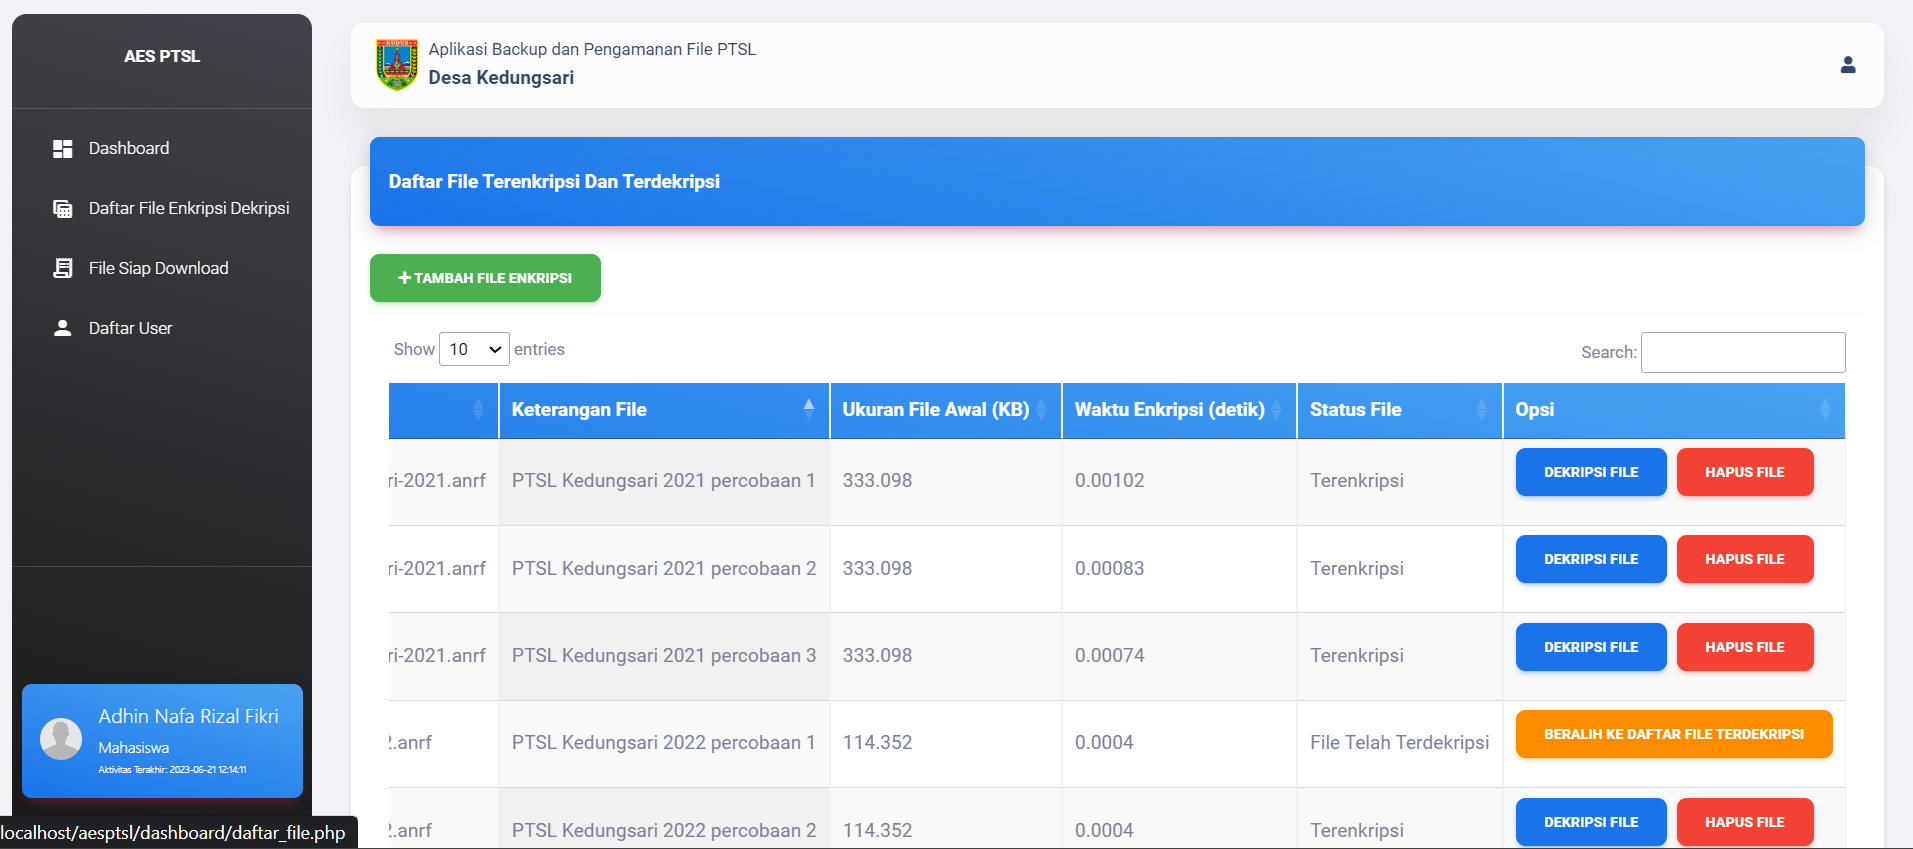 AES PTSL
Dashboard
Daftar File Enkripsi Dekripsi
File Siap Download
Daftar User
Adhin Nafa Rizal Fikri
Mahasiswa
Aktivitas Terakhir: 2023-06-21 12:14:11
localhost/aesptsl/dashboard/daftar_file.php
KUDUS
Aplikasi Backup dan Pengamanan File PTSL
Desa Kedungsari
Daftar File Terenkripsi Dan Terdekripsi
+ TAMBAH FILE ENKRIPSI
Show 10 entries
Search:
Keterangan File Ukuran File Awal (KB) Waktu Enkripsi (detik) Status File Opsi
ri-2021.anrf PTSL Kedungsari 2021 percobaan 1 333.098 0.00102 Terenkripsi DEKRIPSI FILE HAPUS FILE
ri-2021.anrf PTSL Kedungsari 2021 percobaan 2 333.098 0.00083 Terenkripsi DEKRIPSI FILE HAPUS FILE
ri-2021.anrf PTSL Kedungsari 2021 percobaan 3 333.098 0.00074 Terenkripsi DEKRIPSI FILE HAPUS FILE
2.anrf PTSL Kedungsari 2022 percobaan 1 114.352 0.0004 File Telah Terdekripsi BERALIH KE DAFTAR FILE TERDEKRIPSI
2.anrf PTSL Kedungsari 2022 percobaan 2 114.352 0.0004 Terenkripsi DEKRIPSI FILE HAPUS FILE